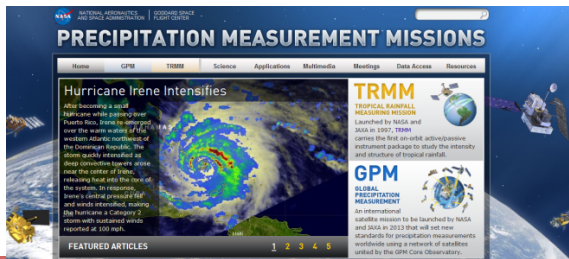 NASA
NATIONAL AERONAUTICS
AND SPACE ADMINISTRATION
GODDARD SPACE
FLIGHT CENTER
PRECIPITATION MEASUREMENT MISSIONS
Home GPM TRMM Science Applications Multimedia Meetings Data Access Resources
Hurricane Irene Intensifies
After becoming a small
hurricane while passing over
Puerto Rico, Irene re-emerged
over the warm waters of the
western Atlantic northwest of
the Dominican Republic. The
storm quickly intensified as
deep convective towers arose
near the center of Irene,
releasing heat into the core of
the system. In response,
Irene's central pressure fell
and winds intensified, making
the hurricane a Category 2
storm with sustained winds
reported at 100 mph.
FEATURED ARTICLES 1 2 3 4 5
TRMM
TROPICAL RAINFALL
MEASURING MISSION
Launched by NASA and
JAXA in 1997, TRMM
carries the first on-orbit active/passive
instrument package to study the intensity
and structure of tropical rainfall.
GPM
GLOBAL
PRECIPITATION
MEASUREMENT
An international
satellite mission to be launched by NASA
and JAXA in 2013 that will set new
standards for precipitation measurements
worldwide using a network of satellites
united by the GPM Core Observatory.